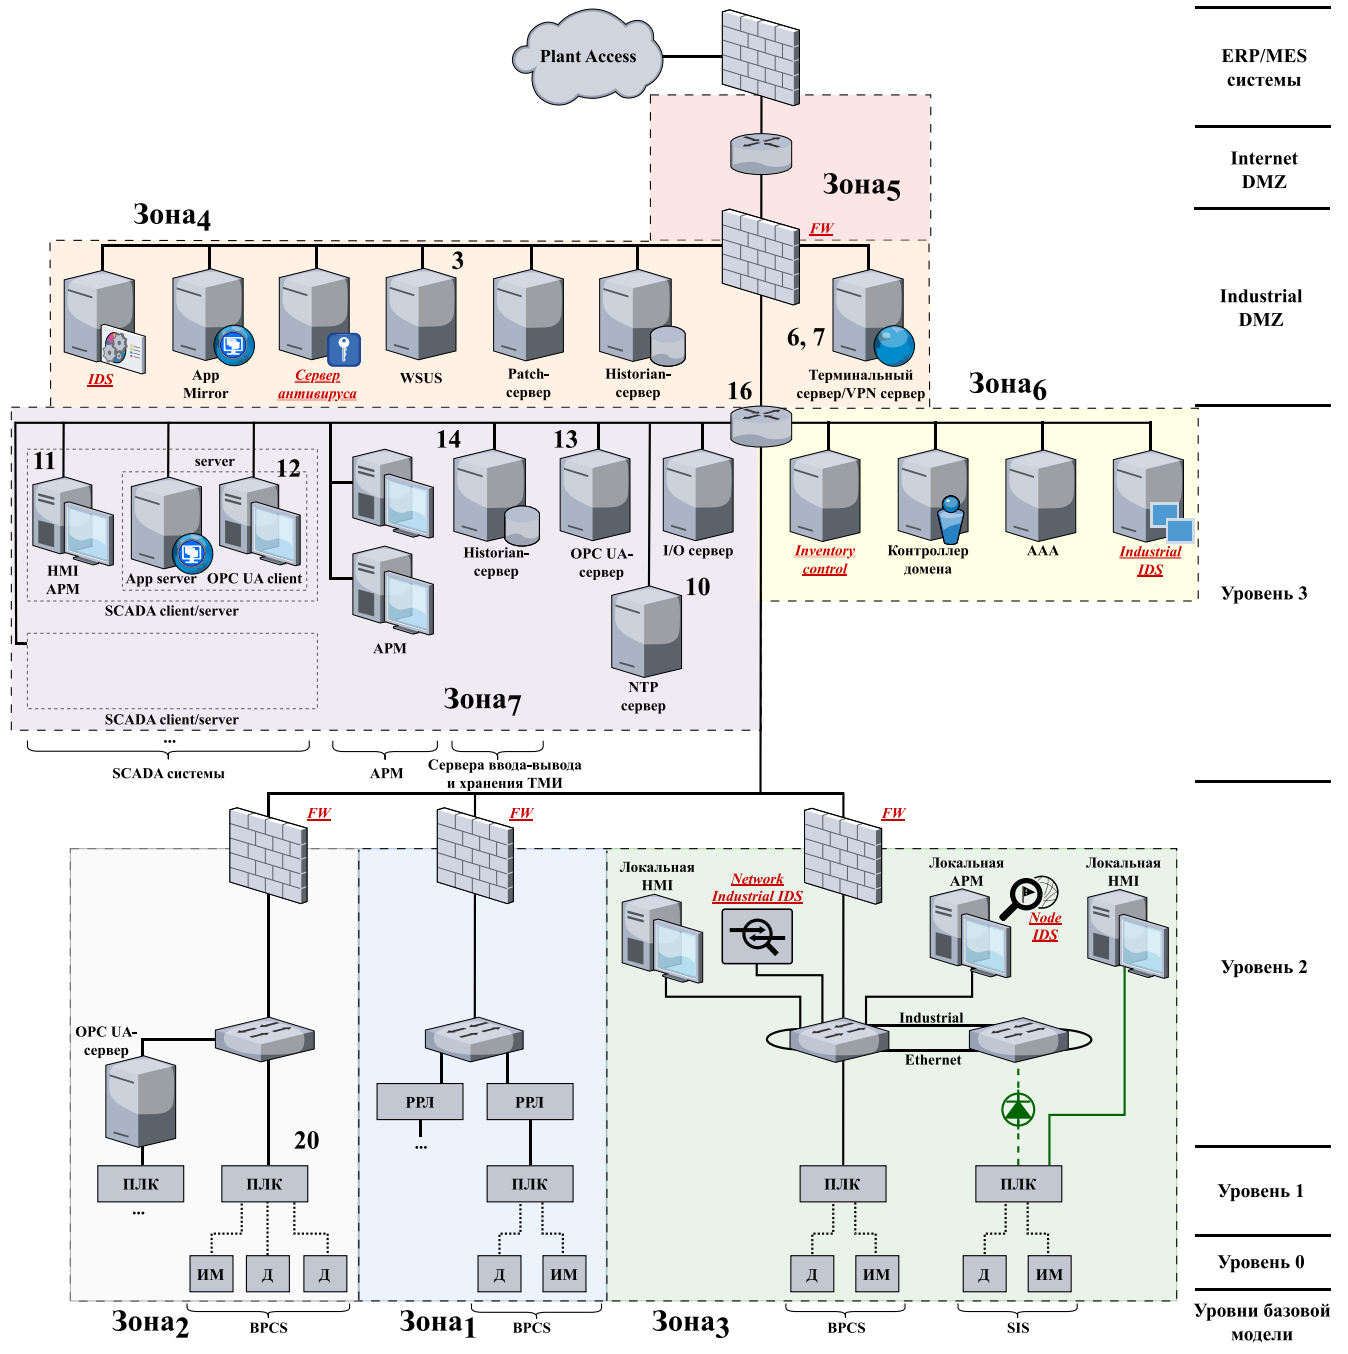 Plant Access
ERP/MES
системы
Internet
DMZ
Зона5
Зона4
FW
Industrial
DMZ
3
6, 7
IDS
App
Mirror
Сервер
антивируса
WSUS
Patch-
сервер
Historian-
сервер
Терминальный
сервер/VPN сервер
Зона6
16
11
server
12
14
13
HMI
АРМ
App server
OPC UA client
SCADA client/server
АРМ
Historian-
сервер
OPC UA-
сервер
I/O сервер
10
NTP
сервер
Inventory
control
Контроллер
домена
AAA
Industrial
IDS
Уровень 3
Зона7
SCADA client/server
...
SCADA системы
АРМ
Сервера ввода-вывода
и хранения ТМИ
FW
FW
FW
Локальная
HMI
Network
Industrial IDS
Локальная
АРМ
Node
IDS
Локальная
HMI
Уровень 2
OPC UA-
сервер
Industrial
Ethernet
РРЛ
РРЛ
...
20
ПЛК
...
ПЛК
ПЛК
ПЛК
ПЛК
Уровень 1
ИМ
Д
Д
Д
ИМ
Д
ИМ
Д
ИМ
Уровень 0
Зона2
BPCS
Зона1
BPCS
Зона3
BPCS
SIS
Уровни базовой
модели